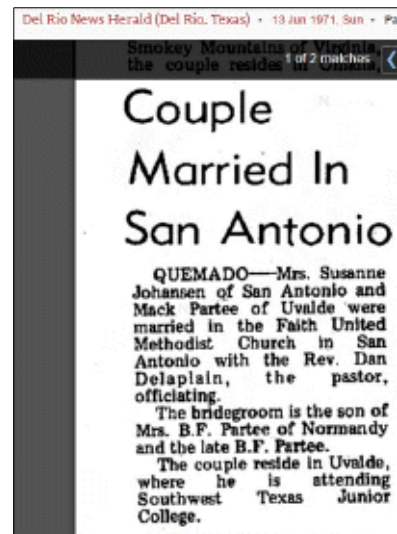 Del Rio News Herald (Del Rio, Texas) • 13 Jun 1971, Sun • Pa
Smokey Mountains of Virginia,
the couple resides in Omaha,
1 of 2 matches
Couple
Married In
San Antonio
QUEMADO—Mrs. Susanne
Johansen of San Antonio and
Mack Partee of Uvalde were
married in the Faith United
Methodist Church in San
Antonio with the Rev. Dan
Delaplain, the pastor,
officiating.
The bridegroom is the son of
Mrs. B.F. Partee of Normandy
and the late B.F. Partee.
The couple reside in Uvalde,
where he is attending
Southwest Texas Junior
College.